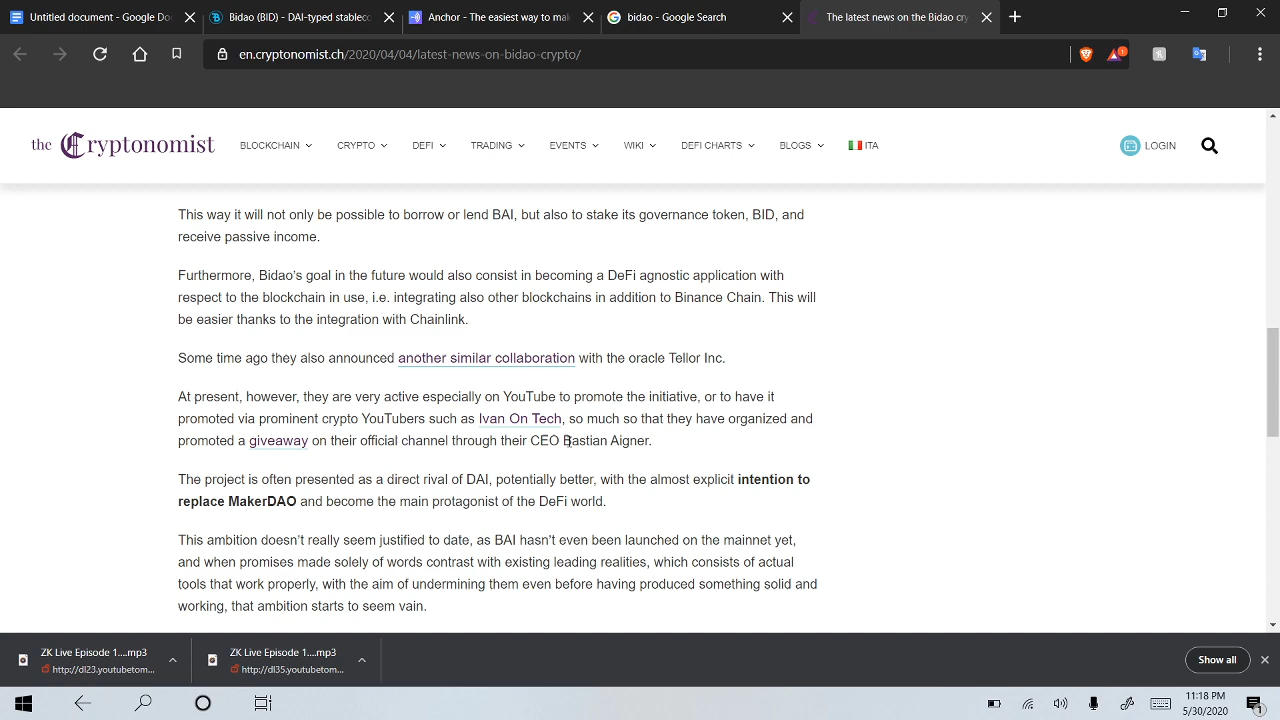 Untitled document - Google Do
Bidao (BID) - DAI-typed stablec
Anchor - The easiest way to mak
bidao - Google Search
The latest news on the Bidao cry
en.cryptonomist.ch/2020/04/04/latest-news-on-bidao-crypto/
1
the Cryptonomist
BLOCKCHAIN
CRYPTO
DEFI
TRADING
EVENTS
WIKI
DEFI CHARTS
BLOGS
ITA
LOGIN
This way it will not only be possible to borrow or lend BAI, but also to stake its governance token, BID, and
receive passive income.
Furthermore, Bidao's goal in the future would also consist in becoming a DeFi agnostic application with
respect to the blockchain in use, i.e. integrating also other blockchains in addition to Binance Chain. This will
be easier thanks to the integration with Chainlink.
Some time ago they also announced another similar collaboration with the oracle Tellor Inc.
At present, however, they are very active especially on YouTube to promote the initiative, or to have it
promoted via prominent crypto YouTubers such as Ivan On Tech, so much so that they have organized and
promoted a giveaway on their official channel through their CEO Bastian Aigner.
The project is often presented as a direct rival of DAI, potentially better, with the almost explicit intention to
replace MakerDAO and become the main protagonist of the DeFi world.
This ambition doesn't really seem justified to date, as BAI hasn't even been launched on the mainnet yet,
and when promises made solely of words contrast with existing leading realities, which consists of actual
tools that work properly, with the aim of undermining them even before having produced something solid and
working, that ambition starts to seem vain.
ZK Live Episode 1....mp3
http://dl23.youtubetom...
ZK Live Episode 1....mp3
http://dl35.youtubetom...
Show all
11:18 PM
5/30/2020
1